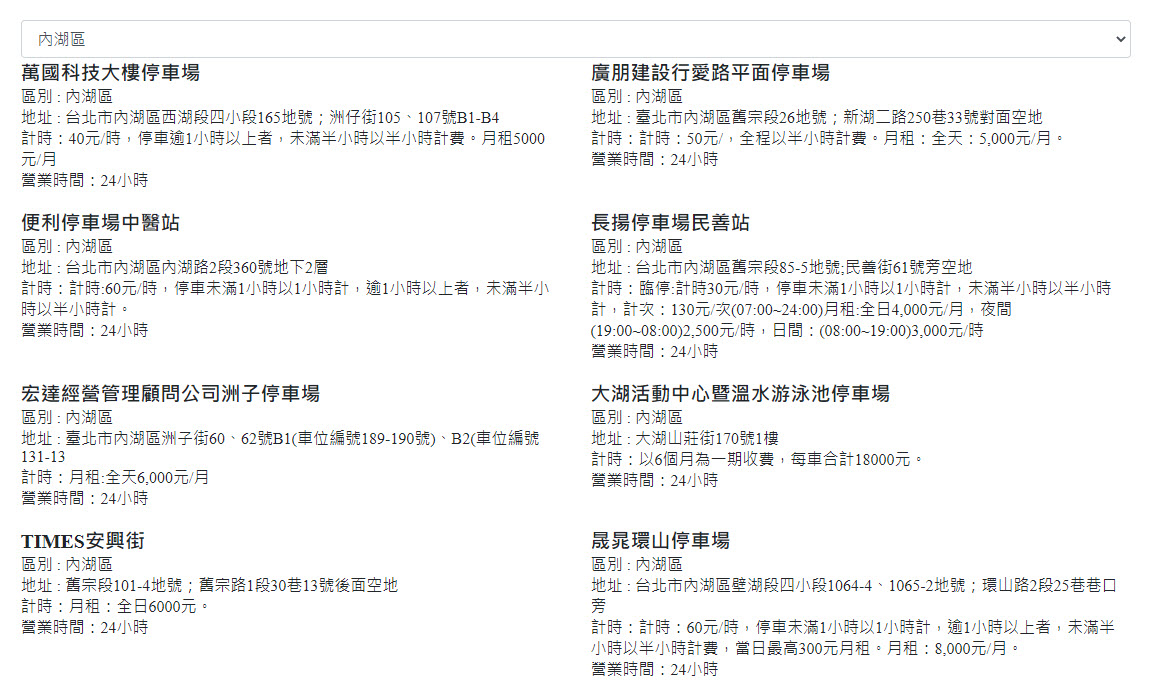 內湖區
萬國科技大樓停車場
區別 : 內湖區
地址 : 台北市內湖區西湖段四小段165地號；洲仔街105、107號B1-B4
計時：40元/時，停車逾1小時以上者，未滿半小時以半小時計費。月租5000
元/月
營業時間：24小時
廣朋建設行愛路平面停車場
區別 : 內湖區
地址 : 臺北市內湖區舊宗段26地號；新湖二路250巷33號對面空地
計時：計時：50元/，全程以半小時計費。月租：全天：5,000元/月。
營業時間：24小時
便利停車場中醫站
區別 : 內湖區
地址 : 台北市內湖區內湖路2段360號地下2層
計時：計時:60元/時，停車未滿1小時以1小時計，逾1小時以上者，未滿半小
時以半小時計。
營業時間：24小時
長揚停車場民善站
區別 : 內湖區
地址 : 台北市內湖區舊宗段85-5地號;民善街61號旁空地
計時：臨停:計時30元/時，停車未滿1小時以1小時計，未滿半小時以半小時
計，計次：130元/次(07:00~24:00)月租:全日4,000元/月，夜間
(19:00~08:00)2,500元/時，日間：(08:00~19:00)3,000元/時
營業時間：24小時
宏達經營管理顧問公司洲子停車場
區別 : 內湖區
地址 : 臺北市內湖區洲子街60、62號B1(車位編號189-190號)、B2(車位編號
131-13
計時：月租:全天6,000元/月
營業時間：24小時
大湖活動中心暨溫水游泳池停車場
區別 : 內湖區
地址 : 大湖山莊街170號1樓
計時：以6個月為一期收費，每車合計18000元。
營業時間：24小時
TIMES安興街
區別 : 內湖區
地址 : 舊宗段101-4地號；舊宗路1段30巷13號後面空地
計時：月租：全日6000元。
營業時間：24小時
晟晁環山停車場
區別 : 內湖區
地址 : 台北市內湖區壁湖段四小段1064-4、1065-2地號；環山路2段25巷巷口
旁
計時：計時：60元/時，停車未滿1小時以1小時計，逾1小時以上者，未滿半
小時以半小時計費，當日最高300元月租。月租：8,000元/月。
營業時間：24小時